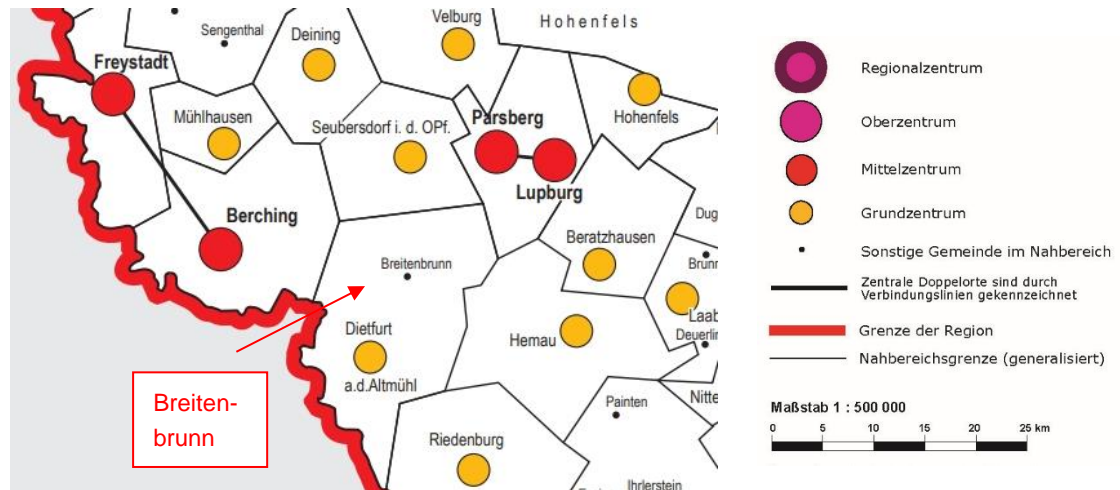 Velburg
Hohenfels
Sengenthal
Deining
Freystadt
Mühlhausen
Parsberg
Hohenfels
Seubersdorf i. d. OPf.
Lupburg
Berching
Beratzhausen
Breitenbrunn
Dietfurt
a.d.Altmühl
Hemau
Painten
Riedenburg
Ihrlerstein
Breiten-
brunn
Regionalzentrum
Oberzentrum
Mittelzentrum
Grundzentrum
Sonstige Gemeinde im Nahbereich
Zentrale Doppelorte sind durch
Verbindungslinien gekennzeichnet
Grenze der Region
Nahbereichsgrenze (generalisiert)
Maßstab 1 : 500 000
0 5 10 15 20 25 km